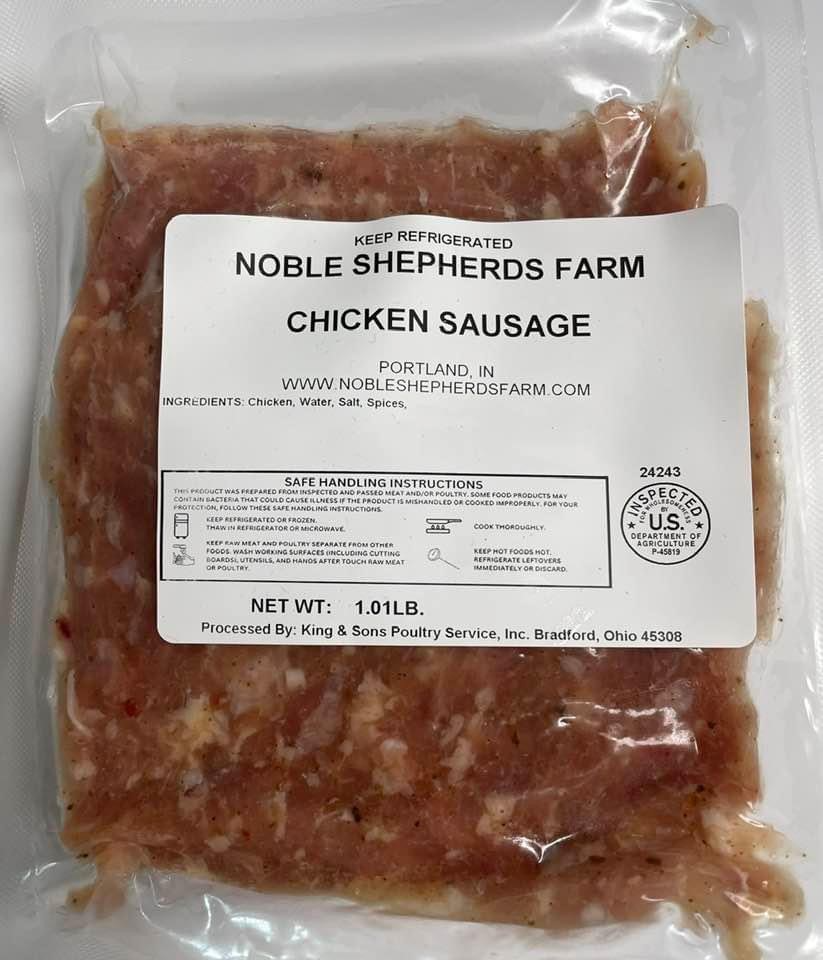 KEEP REFRIGERATED
NOBLE SHEPHERDS FARM
CHICKEN SAUSAGE
PORTLAND, IN
WWW.NOBLESHEPHERDSFARM.COM
INGREDIENTS: Chicken, Water, Salt, Spices,
SAFE HANDLING INSTRUCTIONS
THIS PRODUCT WAS PREPARED FROM INSPECTED AND PASSED MEAT AND/OR POULTRY. SOME FOOD PRODUCTS MAY
CONTAIN BACTERIA THAT COULD CAUSE ILLNESS IF THE PRODUCT IS MISHANDLED OR COOKED IMPROPERLY. FOR YOUR
PROTECTION, FOLLOW THESE SAFE HANDLING INSTRUCTIONS.
KEEP REFRIGERATED OR FROZEN.
THAW IN REFRIGERATOR OR MICROWAVE.
KEEP RAW MEAT AND POULTRY SEPARATE FROM OTHER
FOODS. WASH WORKING SURFACES (INCLUDING CUTTING
BOARDS), UTENSILS, AND HANDS AFTER TOUCH RAW MEAT
OR POULTRY.
COOK THOROUGHLY.
KEEP HOT FOODS HOT.
REFRIGERATE LEFTOVERS
IMMEDIATELY OR DISCARD.
24243
INSPECTED
FOR WHOLESOMENESS
BY
U.S.
DEPARTMENT OF
AGRICULTURE
P-45819
NET WT: 1.01LB.
Processed By: King & Sons Poultry Service, Inc. Bradford, Ohio 45308